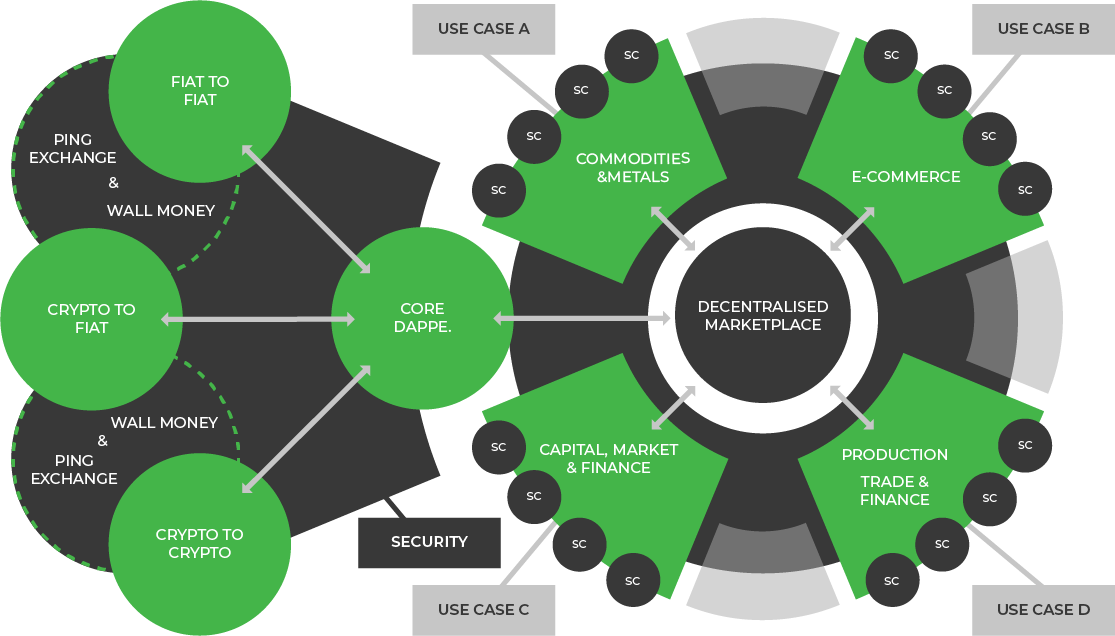 FIAT TO
FIAT
PING
EXCHANGE
&
WALL MONEY
CRYPTO TO
FIAT
WALL MONEY
&
PING
EXCHANGE
CRYPTO TO
CRYPTO
CORE
DAPPE.
SECURITY
USE CASE A
SC
SC
SC
SC
COMMODITIES
&METALS
USE CASE B
SC
SC
SC
SC
E-COMMERCE
DECENTRALISED
MARKETPLACE
CAPITAL, MARKET
& FINANCE
SC
SC
SC
SC
USE CASE C
PRODUCTION
TRADE &
FINANCE
SC
SC
SC
SC
USE CASE D